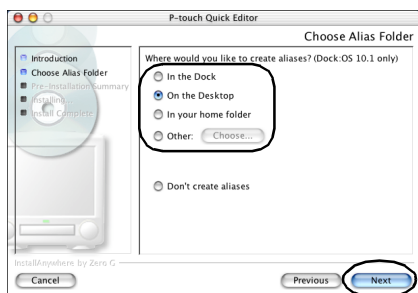 P-touch Quick Editor
Choose Alias Folder
Introduction
Choose Alias Folder
Pre-Installation Summary
Installing...
Install Complete
Where would you like to create aliases? (Dock:OS 10.1 only)
In the Dock
On the Desktop
In your home folder
Other: Choose...
Don't create aliases
InstallAnywhere by Zero G
Cancel
Previous
Next